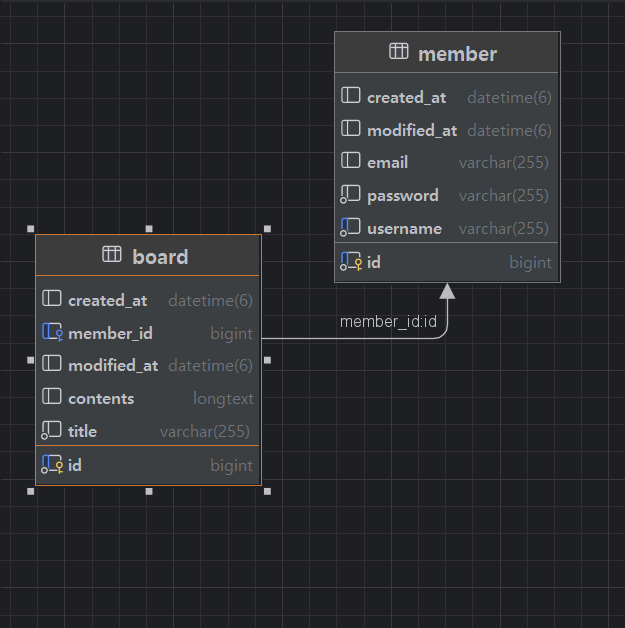 member
created_at datetime(6)
modified_at datetime(6)
email varchar(255)
password varchar(255)
username varchar(255)
id bigint
member_id:id
board
created_at datetime(6)
member_id bigint
modified_at datetime(6)
contents longtext
title varchar(255)
id bigint